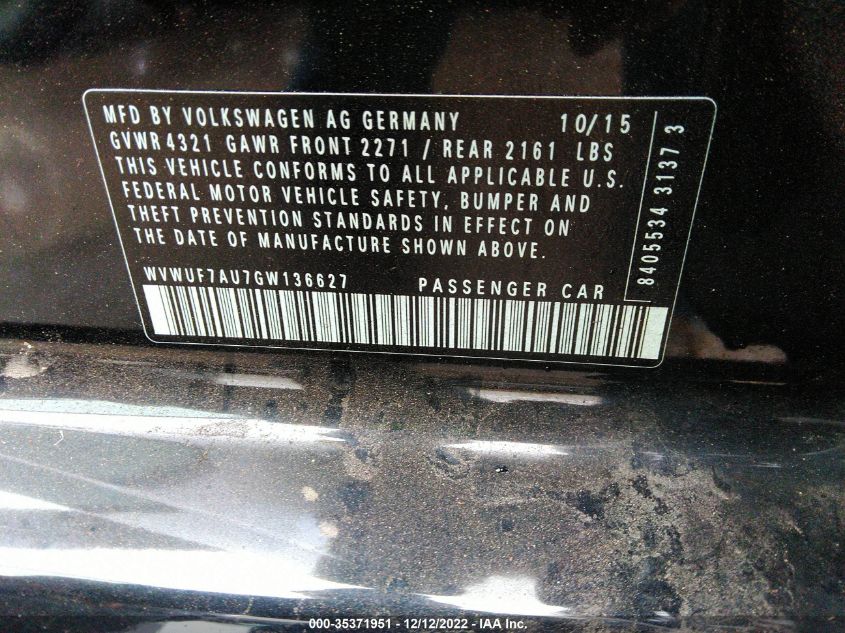 MFD BY VOLKSWAGEN AG GERMANY 10/15
GVWR 4321 GAWR FRONT 2271 / REAR 2161 LBS
THIS VEHICLE CONFORMS TO ALL APPLICABLE U.S.
FEDERAL MOTOR VEHICLE SAFETY, BUMPER AND
THEFT PREVENTION STANDARDS IN EFFECT ON
THE DATE OF MANUFACTURE SHOWN ABOVE.
WVWUF7AU7GW136627 PASSENGER CAR
8405534 3137 3
000-35371951 - 12/12/2022 - IAA Inc.